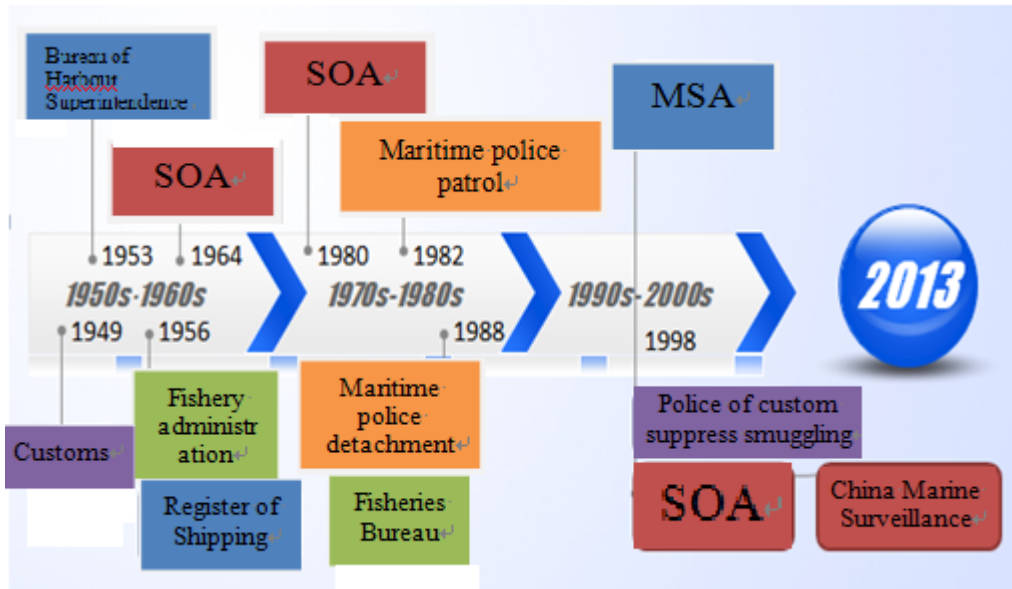 Bureau of
Harbour
Superintendence
SOA
MSA
Maritime police
patrol
SOA
1953
1964
1980
1982
1950s-1960s
1970s-1980s
1990s-2000s
2013
1949
1956
1988
1998
Fishery
administr
ation
Maritime
police
detachment
Police of custom
suppress smuggling
Customs
Register of
Shipping
Fisheries
Bureau
SOA
China Marine
Surveillance